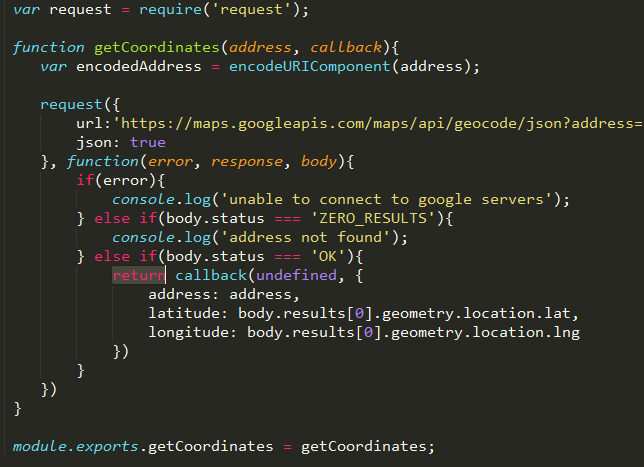 var request = require('request');
function getCoordinates(address, callback){
var encodedAddress = encodeURIComponent(address);
request({
url:'https://maps.googleapis.com/maps/api/geocode/json?address=
json: true
}, function(error, response, body){
if(error){
console.log('unable to connect to google servers');
} else if(body.status === 'ZERO_RESULTS'){
console.log('address not found');
} else if(body.status === 'OK'){
return callback(undefined, {
address: address,
latitude: body.results[0].geometry.location.lat,
longitude: body.results[0].geometry.location.lng
})
}
})
}
module.exports.getCoordinates = getCoordinates;